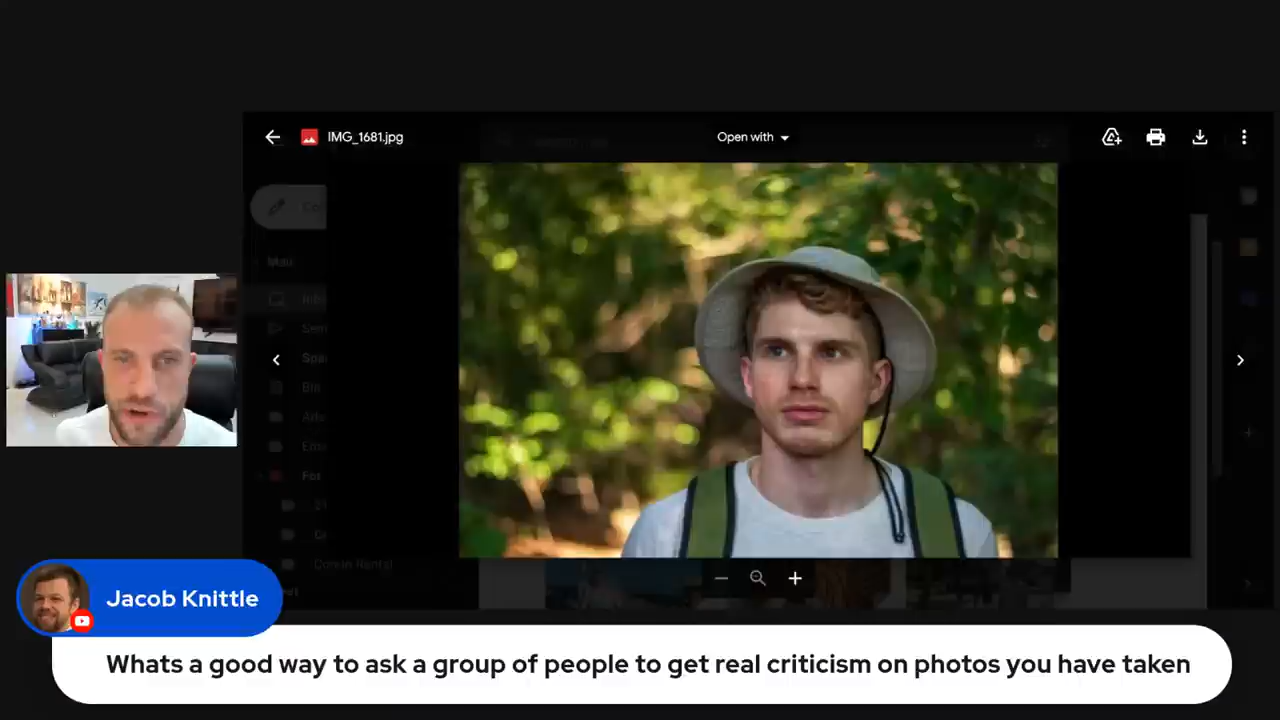 IMG_1681.jpg
Open with
Mail
Jacob Knittle
Whats a good way to ask a group of people to get real criticism on photos you have taken